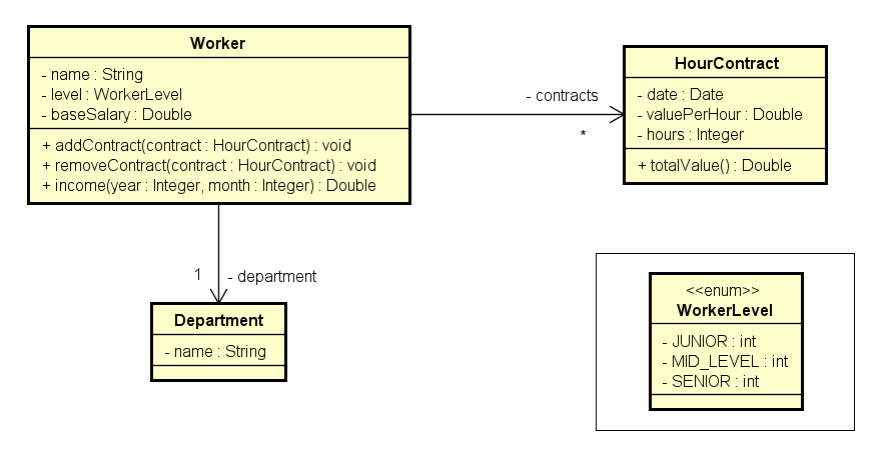 Worker
- name : String
- level : WorkerLevel
- baseSalary : Double
+ addContract(contract : HourContract) : void
+ removeContract(contract : HourContract) : void
+ income(year : Integer, month : Integer) : Double
- contracts
*
HourContract
- date : Date
- valuePerHour : Double
- hours : Integer
+ totalValue() : Double
1
- department
Department
- name : String
<<enum>>
WorkerLevel
- JUNIOR : int
- MID_LEVEL : int
- SENIOR : int